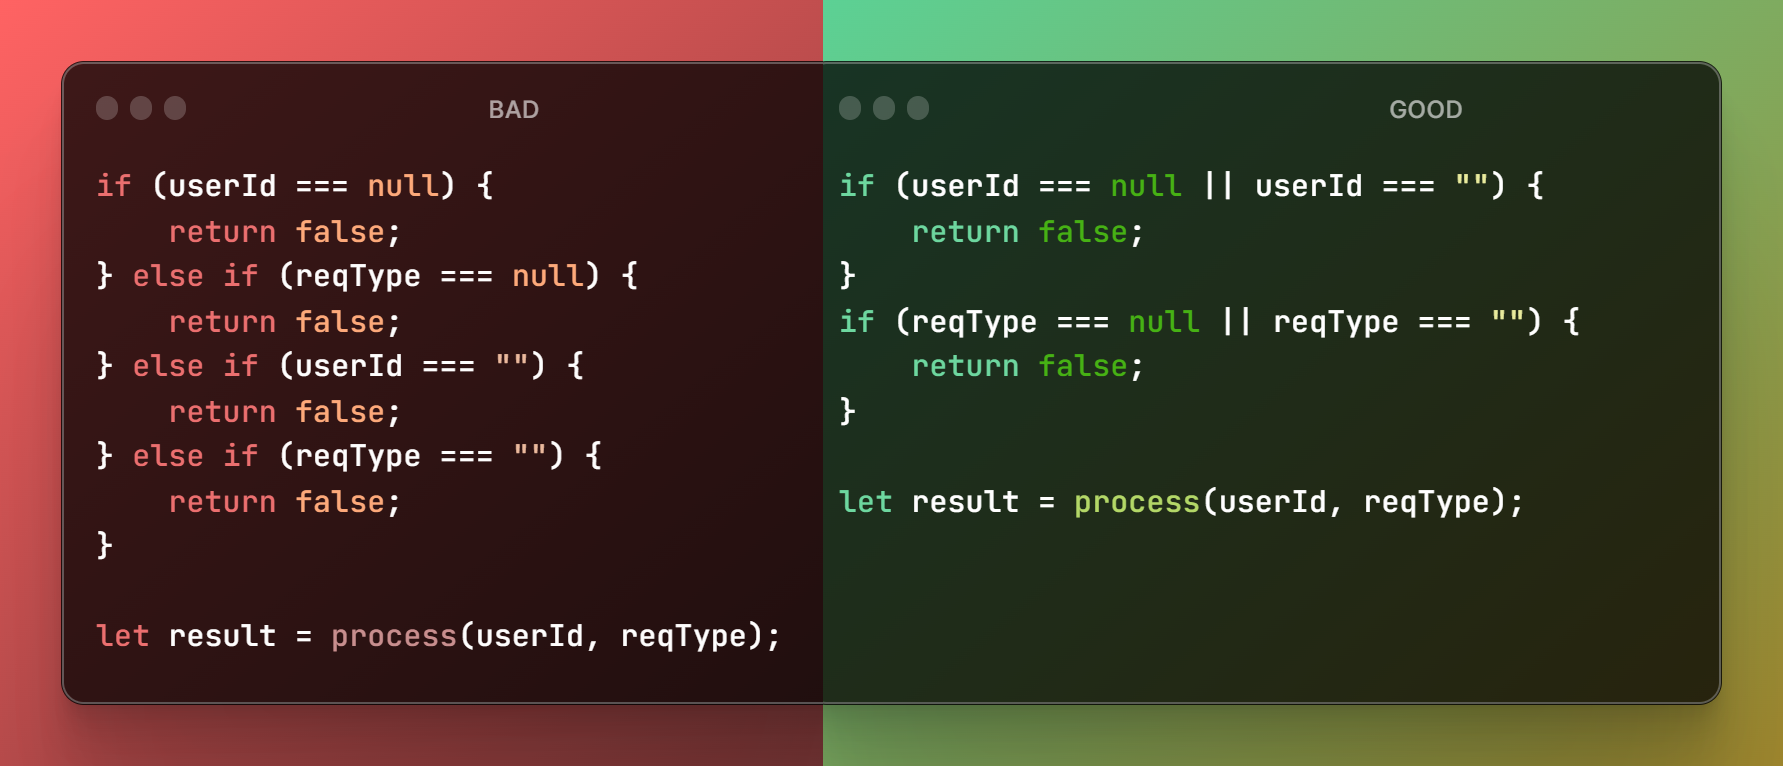 BAD
if (userId === null) {
    return false;
} else if (reqType === null) {
    return false;
} else if (userId === "") {
    return false;
} else if (reqType === "") {
    return false;
}

let result = process(userId, reqType);
GOOD
if (userId === null || userId === "") {
    return false;
}
if (reqType === null || reqType === "") {
    return false;
}

let result = process(userId, reqType);